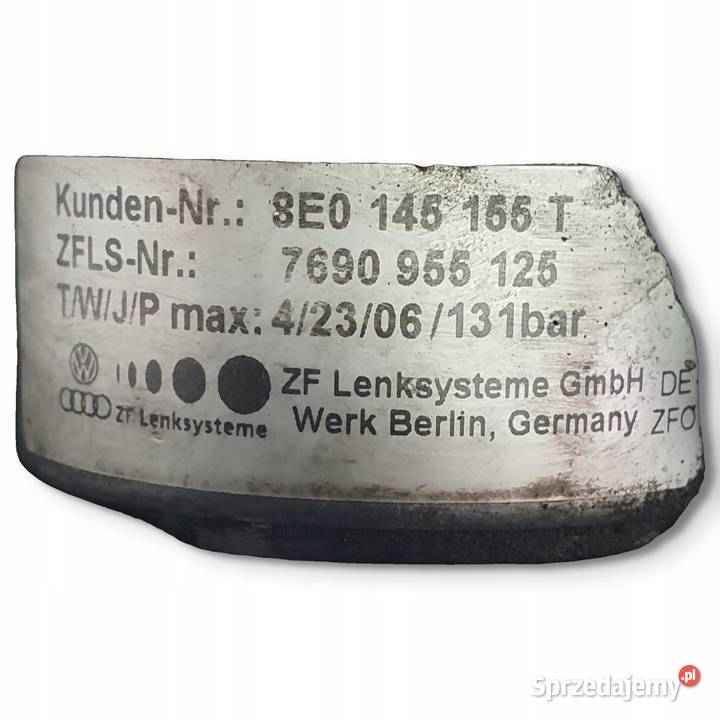 Kunden-Nr.: 8E0 145 155 T
ZFLS-Nr.: 7690 955 125
T/W/J/P max: 4/23/06/131bar
ZF Lenksysteme GmbH DE
ZF Lenksysteme Werk Berlin, Germany ZFO
Sprzedajemy.pl